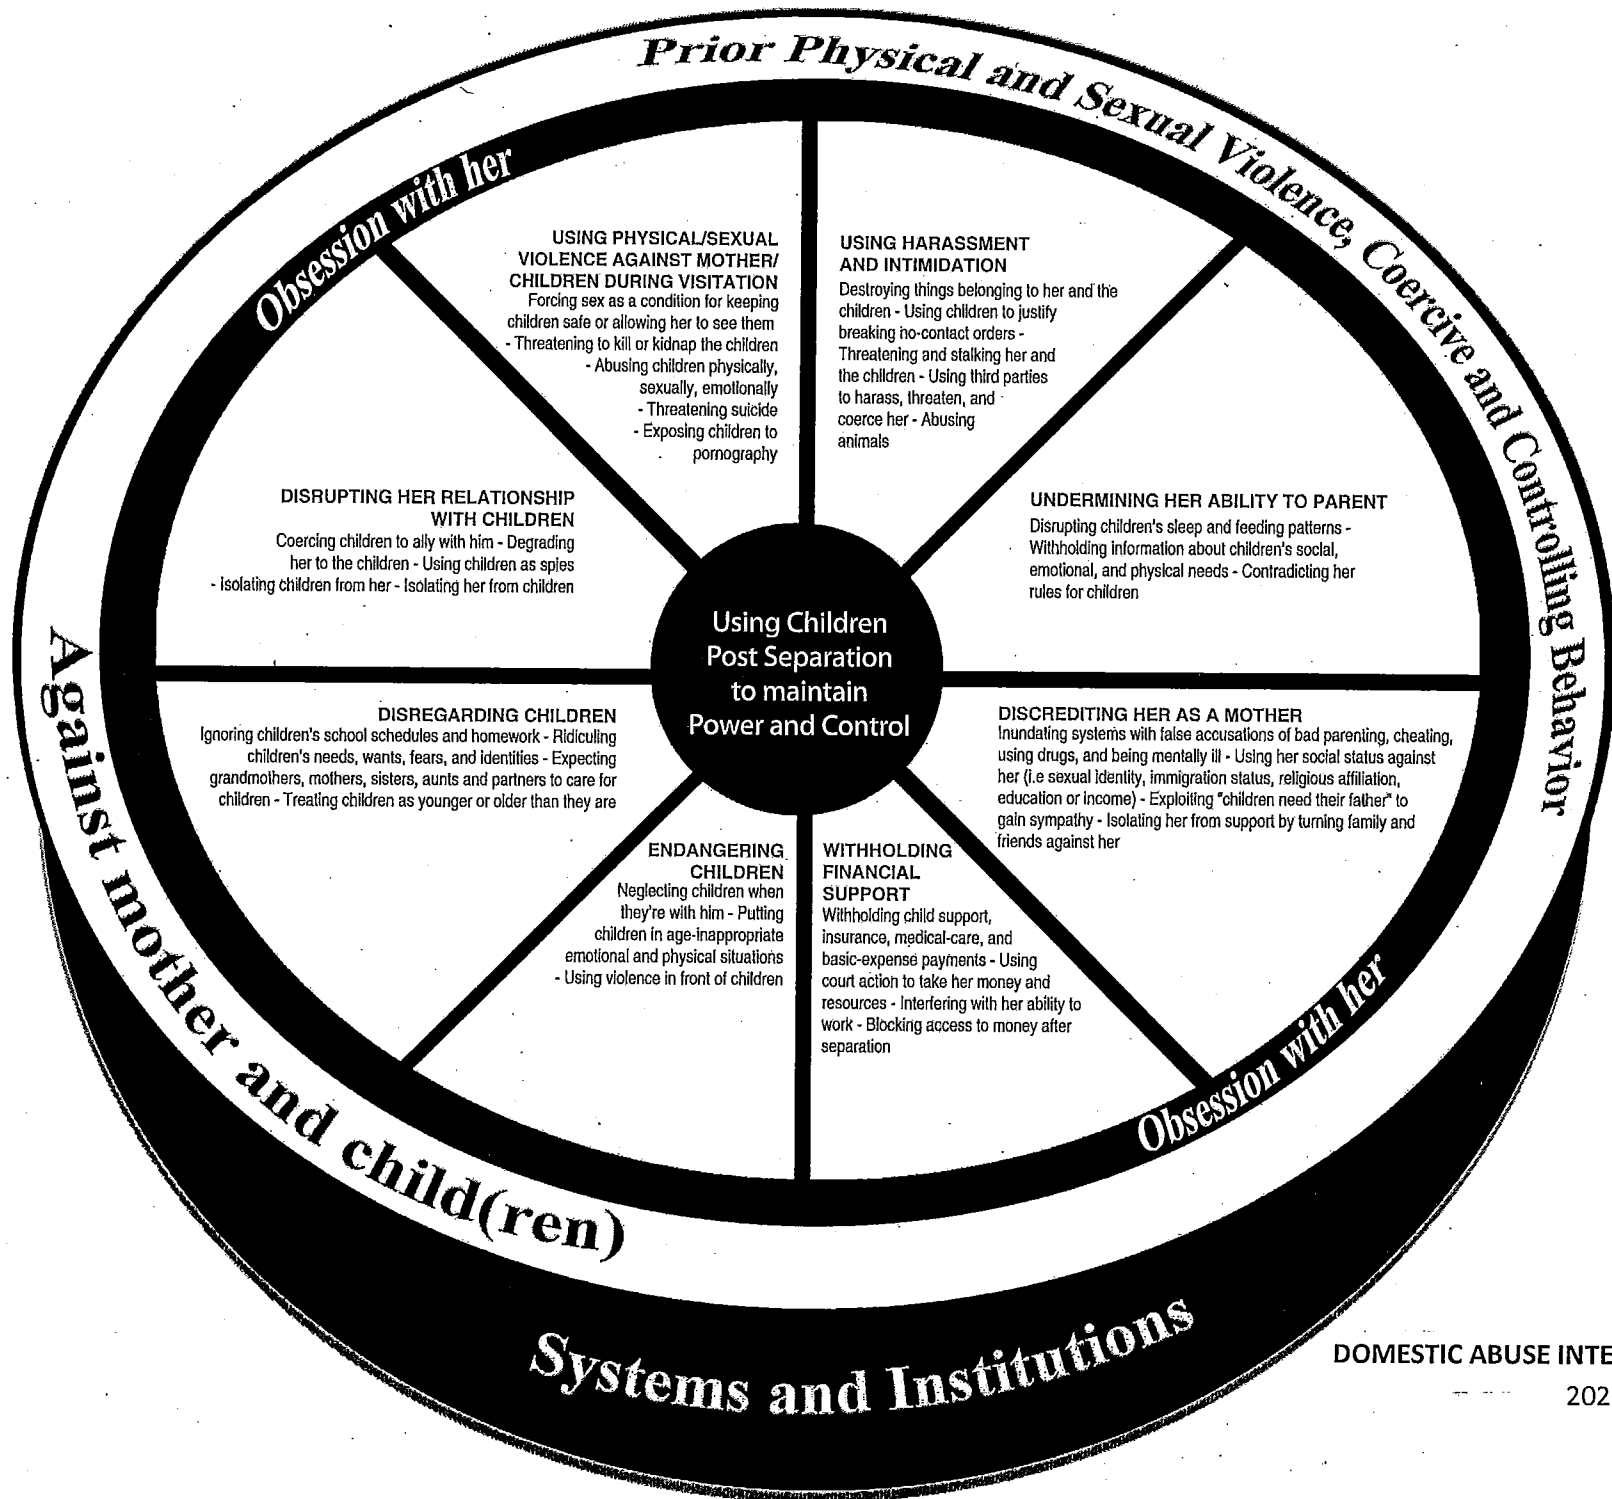 Prior Physical and Sexual Violence, Coercive and Controlling Behavior
Obsession with her
USING PHYSICAL/SEXUAL
VIOLENCE AGAINST MOTHER/
CHILDREN DURING VISITATION
Forcing sex as a condition for keeping
children safe or allowing her to see them
- Threatening to kill or kidnap the children
- Abusing children physically,
sexually, emotionally
- Threatening suicide
- Exposing children to
pornography
USING HARASSMENT
AND INTIMIDATION
Destroying things belonging to her and the
children - Using children to justify
breaking no-contact orders -
Threatening and stalking her and
the children - Using third parties
to harass, threaten, and
coerce her - Abusing
animals
DISRUPTING HER RELATIONSHIP
WITH CHILDREN
Coercing children to ally with him - Degrading
her to the children - Using children as spies
- Isolating children from her - Isolating her from children
UNDERMINING HER ABILITY TO PARENT
Disrupting children's sleep and feeding patterns -
Withholding information about children's social,
emotional, and physical needs - Contradicting her
rules for children
Using Children
Post Separation
to maintain
Power and Control
DISREGARDING CHILDREN
Ignoring children's school schedules and homework - Ridiculing
children's needs, wants, fears, and identities - Expecting
grandmothers, mothers, sisters, aunts and partners to care for
children - Treating children as younger or older than they are
DISCREDITING HER AS A MOTHER
Inundating systems with false accusations of bad parenting, cheating,
using drugs, and being mentally ill - Using her social status against
her (i.e sexual identity, immigration status, religious affiliation,
education or income) - Exploiting "children need their father" to
gain sympathy - Isolating her from support by turning family and
friends against her
ENDANGERING
CHILDREN
Neglecting children when
they're with him - Putting
children in age-inappropriate
emotional and physical situations
- Using violence in front of children
WITHHOLDING
FINANCIAL
SUPPORT
Withholding child support,
insurance, medical-care, and
basic-expense payments - Using
court action to take her money and
resources - Interfering with her ability to
work - Blocking access to money after
separation
Obsession with her
Against mother and child(ren)
Systems and Institutions
DOMESTIC ABUSE INTE
202